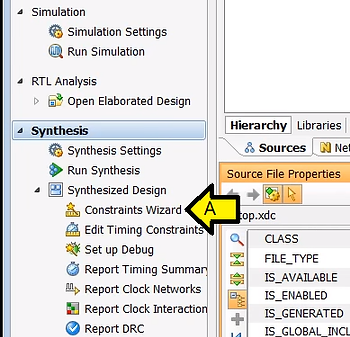 Simulation
Simulation Settings
Run Simulation
RTL Analysis
Open Elaborated Design
Synthesis
Synthesis Settings
Run Synthesis
Synthesized Design
Constraints Wizard
A
Edit Timing Constraints
Set up Debug
Report Timing Summar
Report Clock Networks
Report Clock Interaction
Report DRC
Hierarchy Libraries
Sources Net
Source File Properties
top.xdc
CLASS
FILE_TYPE
IS_AVAILABLE
IS_ENABLED
IS_GENERATED
IS_GLOBAL_INCL